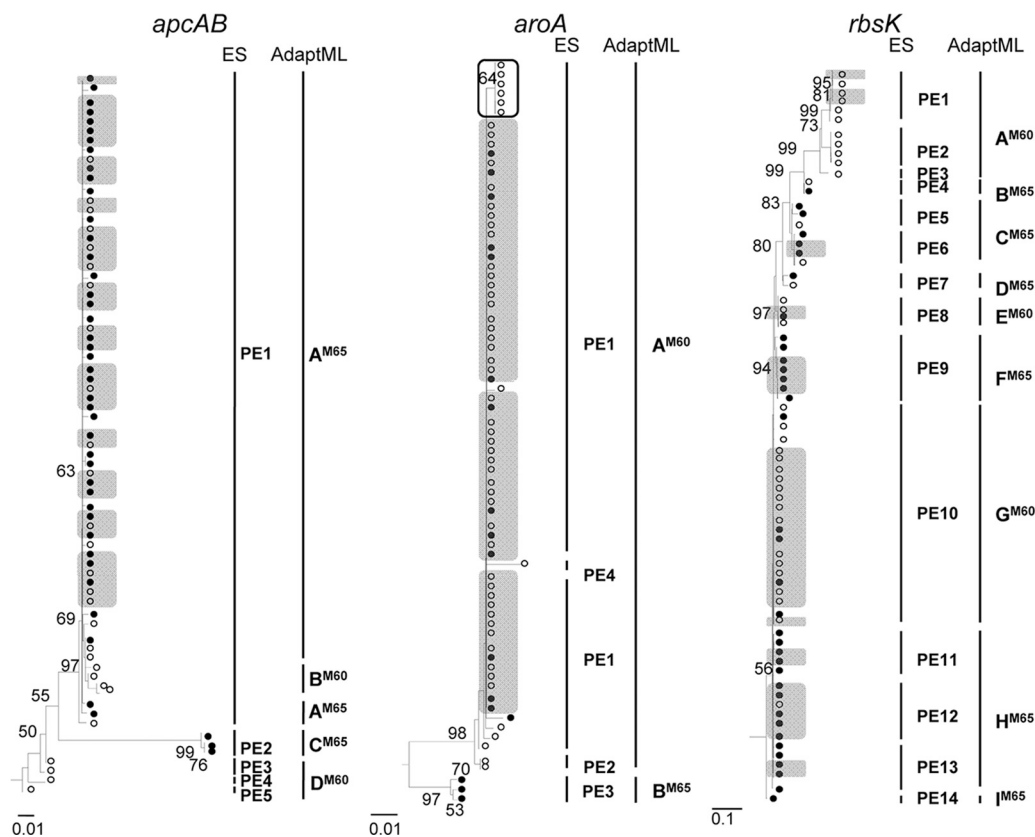 apcAB
ES AdaptML
PE1 A^M65
63
69
97
55
50
B^M60
A^M65
99
76
PE2 C^M65
PE3
PE4 D^M60
PE5
0.01
aroA
ES AdaptML
64
PE1 A^M60
PE4
PE1
98
8
PE2
70
97
53
PE3 B^M65
0.01
rbsK
ES AdaptML
95
81
99
73
99
99
83
80
97
94
56
PE1
A^M60
PE2
PE3
PE4 B^M65
PE5
C^M65
PE6
PE7 D^M65
PE8 E^M60
PE9 F^M65
PE10 G^M60
PE11
PE12 H^M65
PE13
PE14 I^M65
0.1